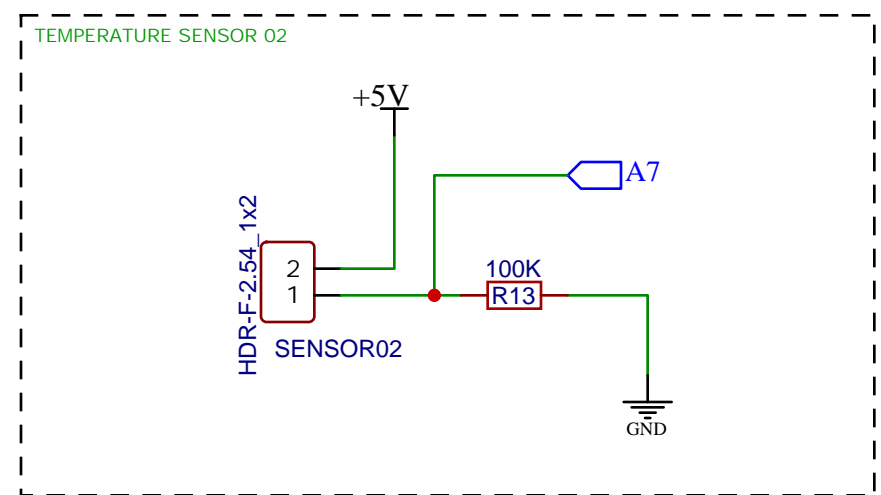 TEMPERATURE SENSOR 02
+5V
A7
HDR-F-2.54_1x2
2
1
100K
R13
SENSOR02
GND